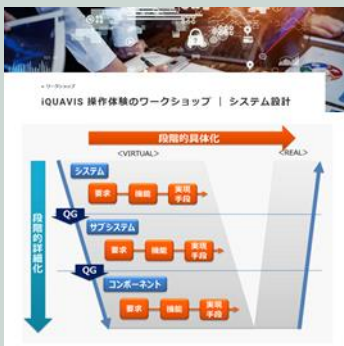 ワークショップ
iQUAVIS 操作体験のワークショップ | システム設計
段階的具体化
<VIRTUAL>
<REAL>
段階的詳細化
システム
要求
機能
実現
手段
QG
サブシステム
要求
機能
実現
手段
QG
コンポーネント
要求
機能
実現
手段